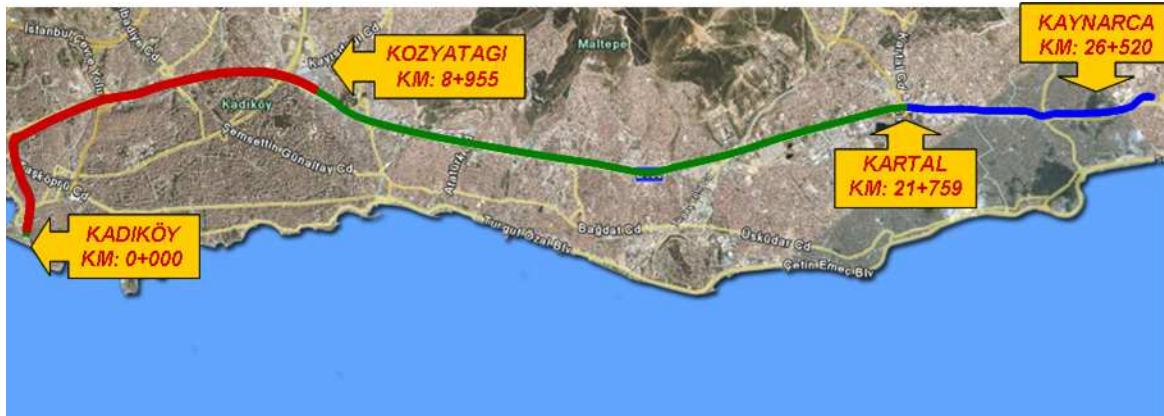 KAYNARCA
KM: 26+520
KOZYATAGI
KM: 8+955
Maltepe
Kartal Cd
Kadıköy
Şemsettin Günaltay Cd
KARTAL
KM: 21+759
KADIKÖY
KM: 0+000
Bağdat Cd
Turgut Özal Blv
Üsküdar Cd
Çetin Emeç Blv